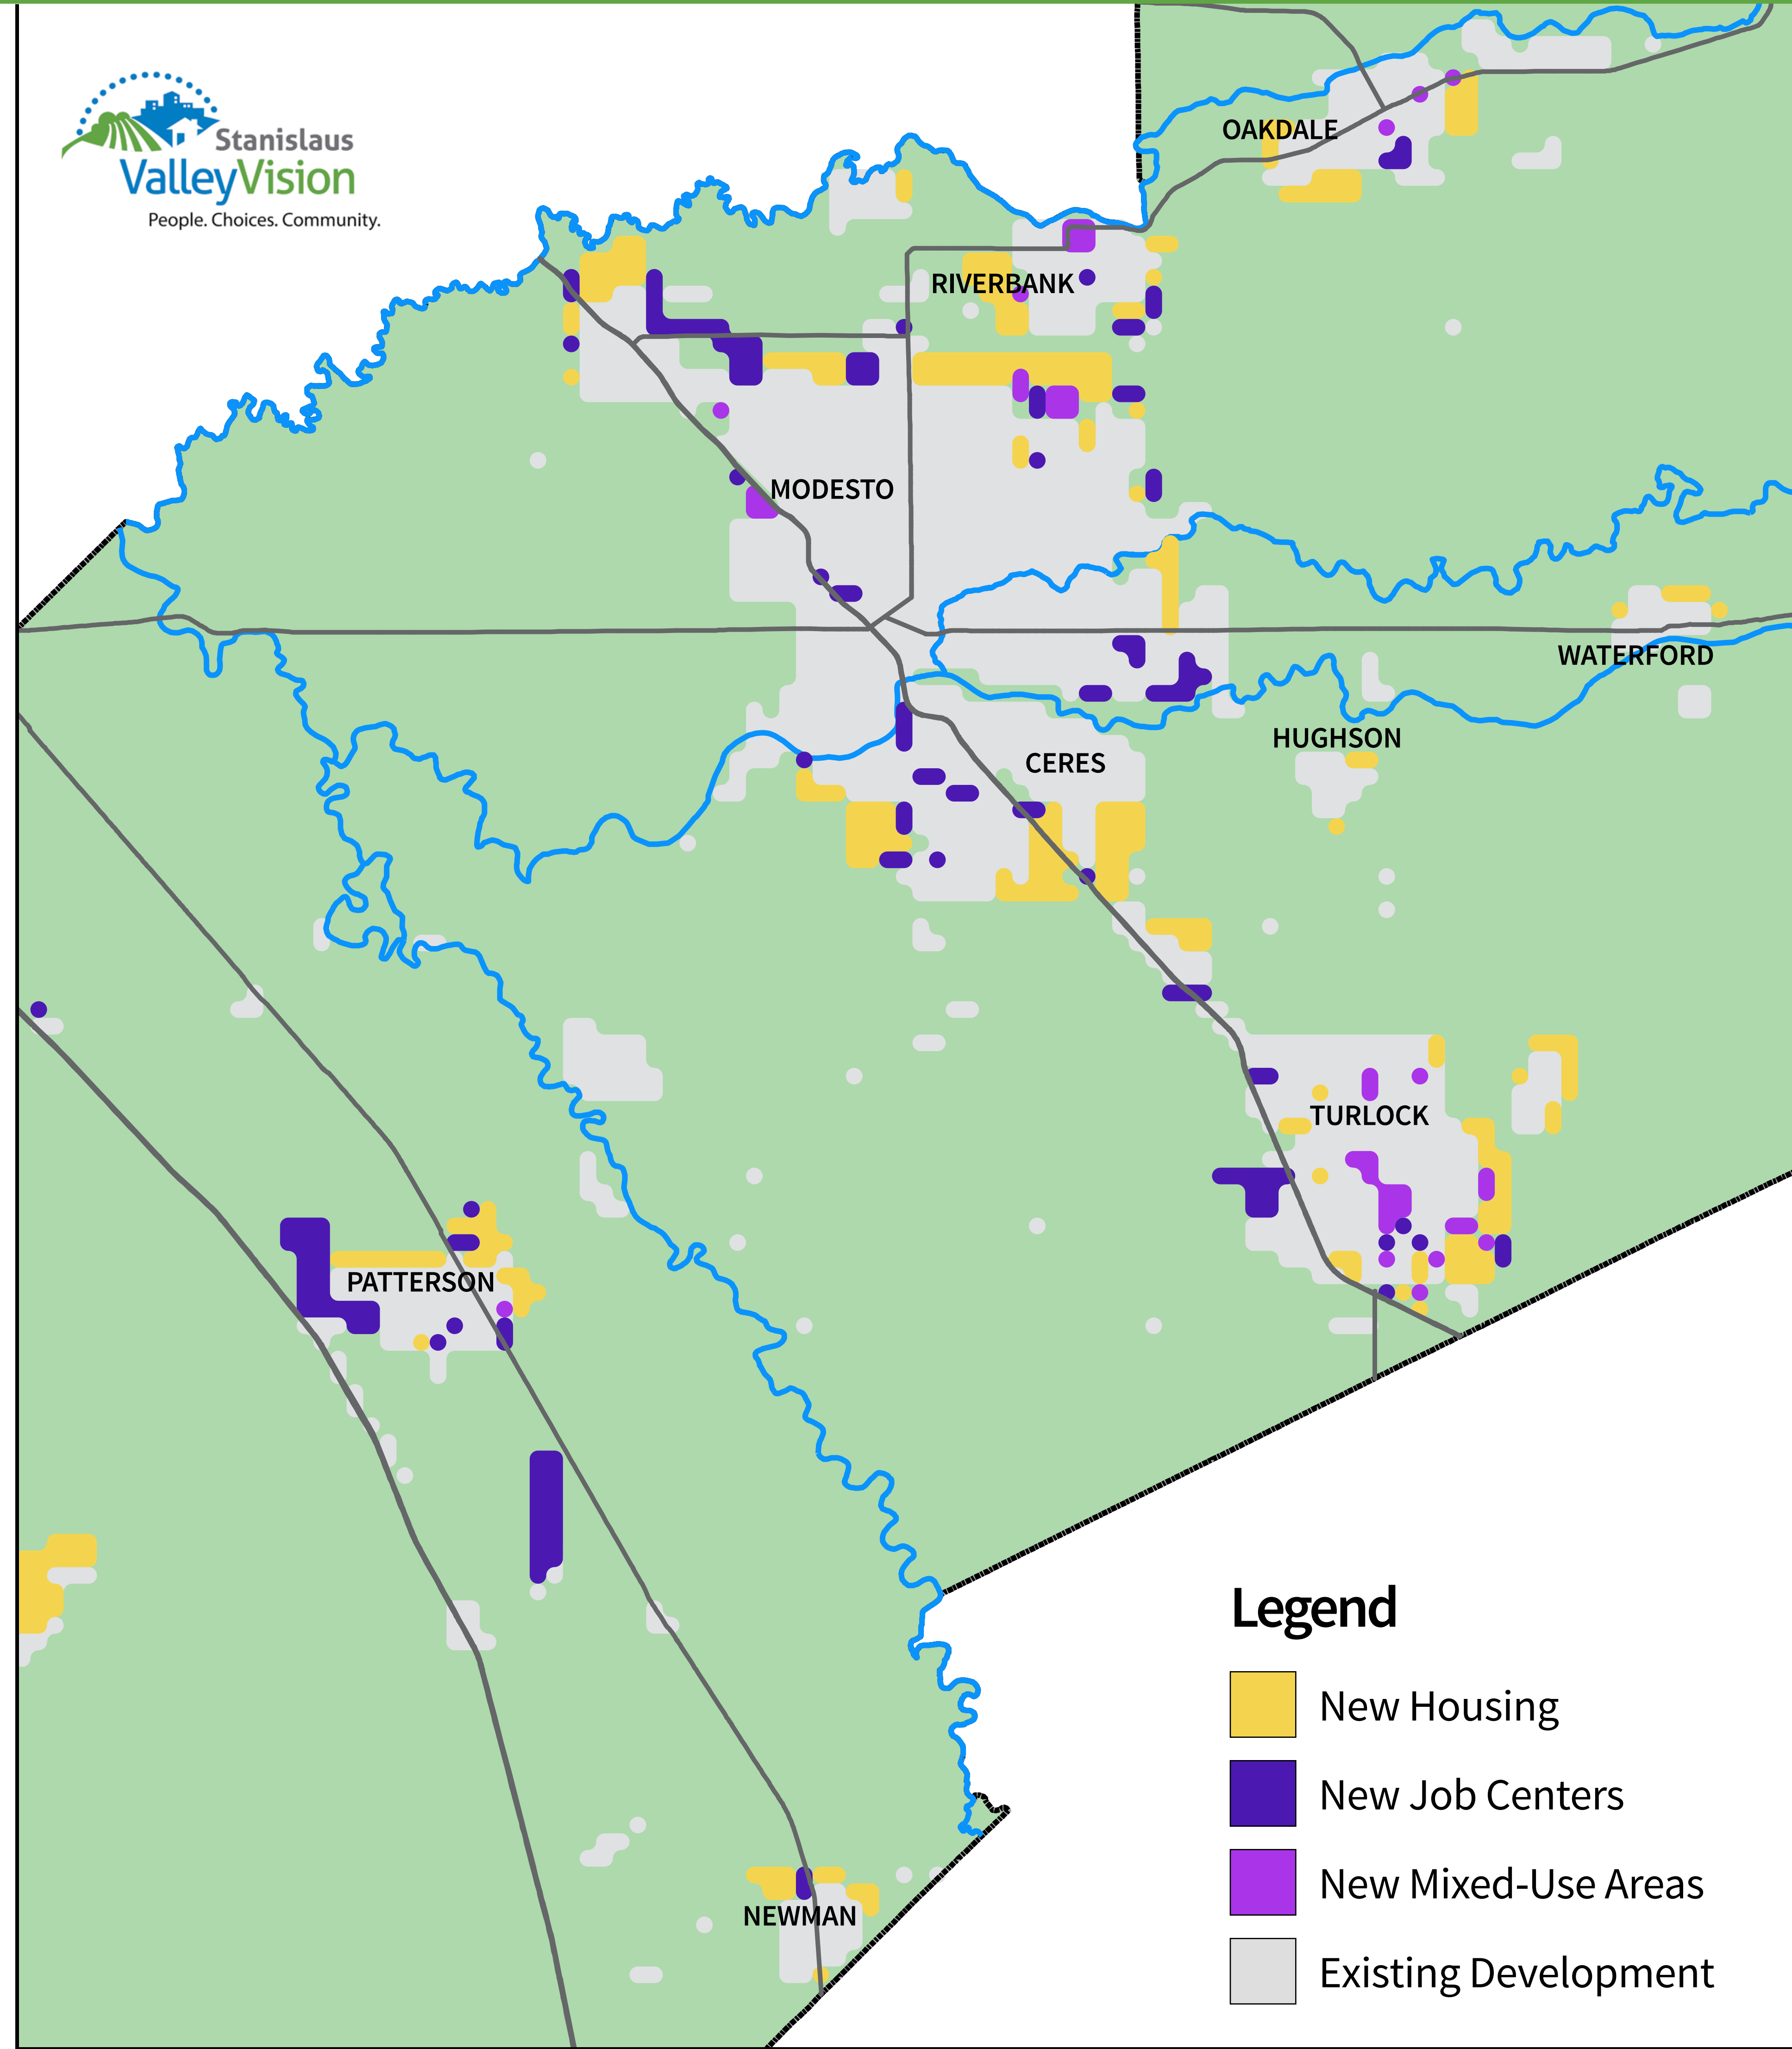 Stanislaus
ValleyVision
People. Choices. Community.
OAKDALE
RIVERBANK
MODESTO
WATERFORD
HUGHSON
CERES
TURLOCK
PATTERSON
NEWMAN
Legend
New Housing
New Job Centers
New Mixed-Use Areas
Existing Development